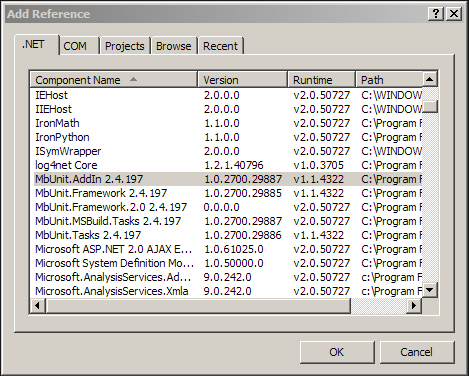 Add Reference
.NET COM Projects Browse Recent
Component Name Version Runtime Path
IEHost 2.0.0.0 v2.0.50727 C:\WINDOW
IIEHost 2.0.0.0 v2.0.50727 C:\WINDOW
IronMath 1.1.0.0 v2.0.50727 C:\Program F
IronPython 1.1.0.0 v2.0.50727 C:\Program F
ISymWrapper 2.0.0.0 v2.0.50727 C:\WINDOW
log4net Core 1.2.1.40796 v1.0.3705 C:\Program F
MbUnit.AddIn 2.4.197 1.0.2700.29887 v1.1.4322 C:\Program F
MbUnit.Framework 2.4.197 1.0.2700.29885 v1.1.4322 C:\Program F
MbUnit.Framework.2.0 2.4.197 0.0.0.0 v2.0.50727 C:\Program F
MbUnit.MSBuild.Tasks 2.4.197 1.0.2700.29887 v2.0.50727 C:\Program F
MbUnit.Tasks 2.4.197 1.0.2700.29886 v1.1.4322 C:\Program F
Microsoft ASP.NET 2.0 AJAX E... 1.0.61025.0 v2.0.50727 C:\Program F
Microsoft System Definition Mo... 1.0.50000.0 v2.0.50727 C:\Program F
Microsoft.AnalysisServices.Ad... 9.0.242.0 v2.0.50727 c:\Program F
Microsoft.AnalysisServices.Xmla 9.0.242.0 v2.0.50727 c:\Program F
OK Cancel